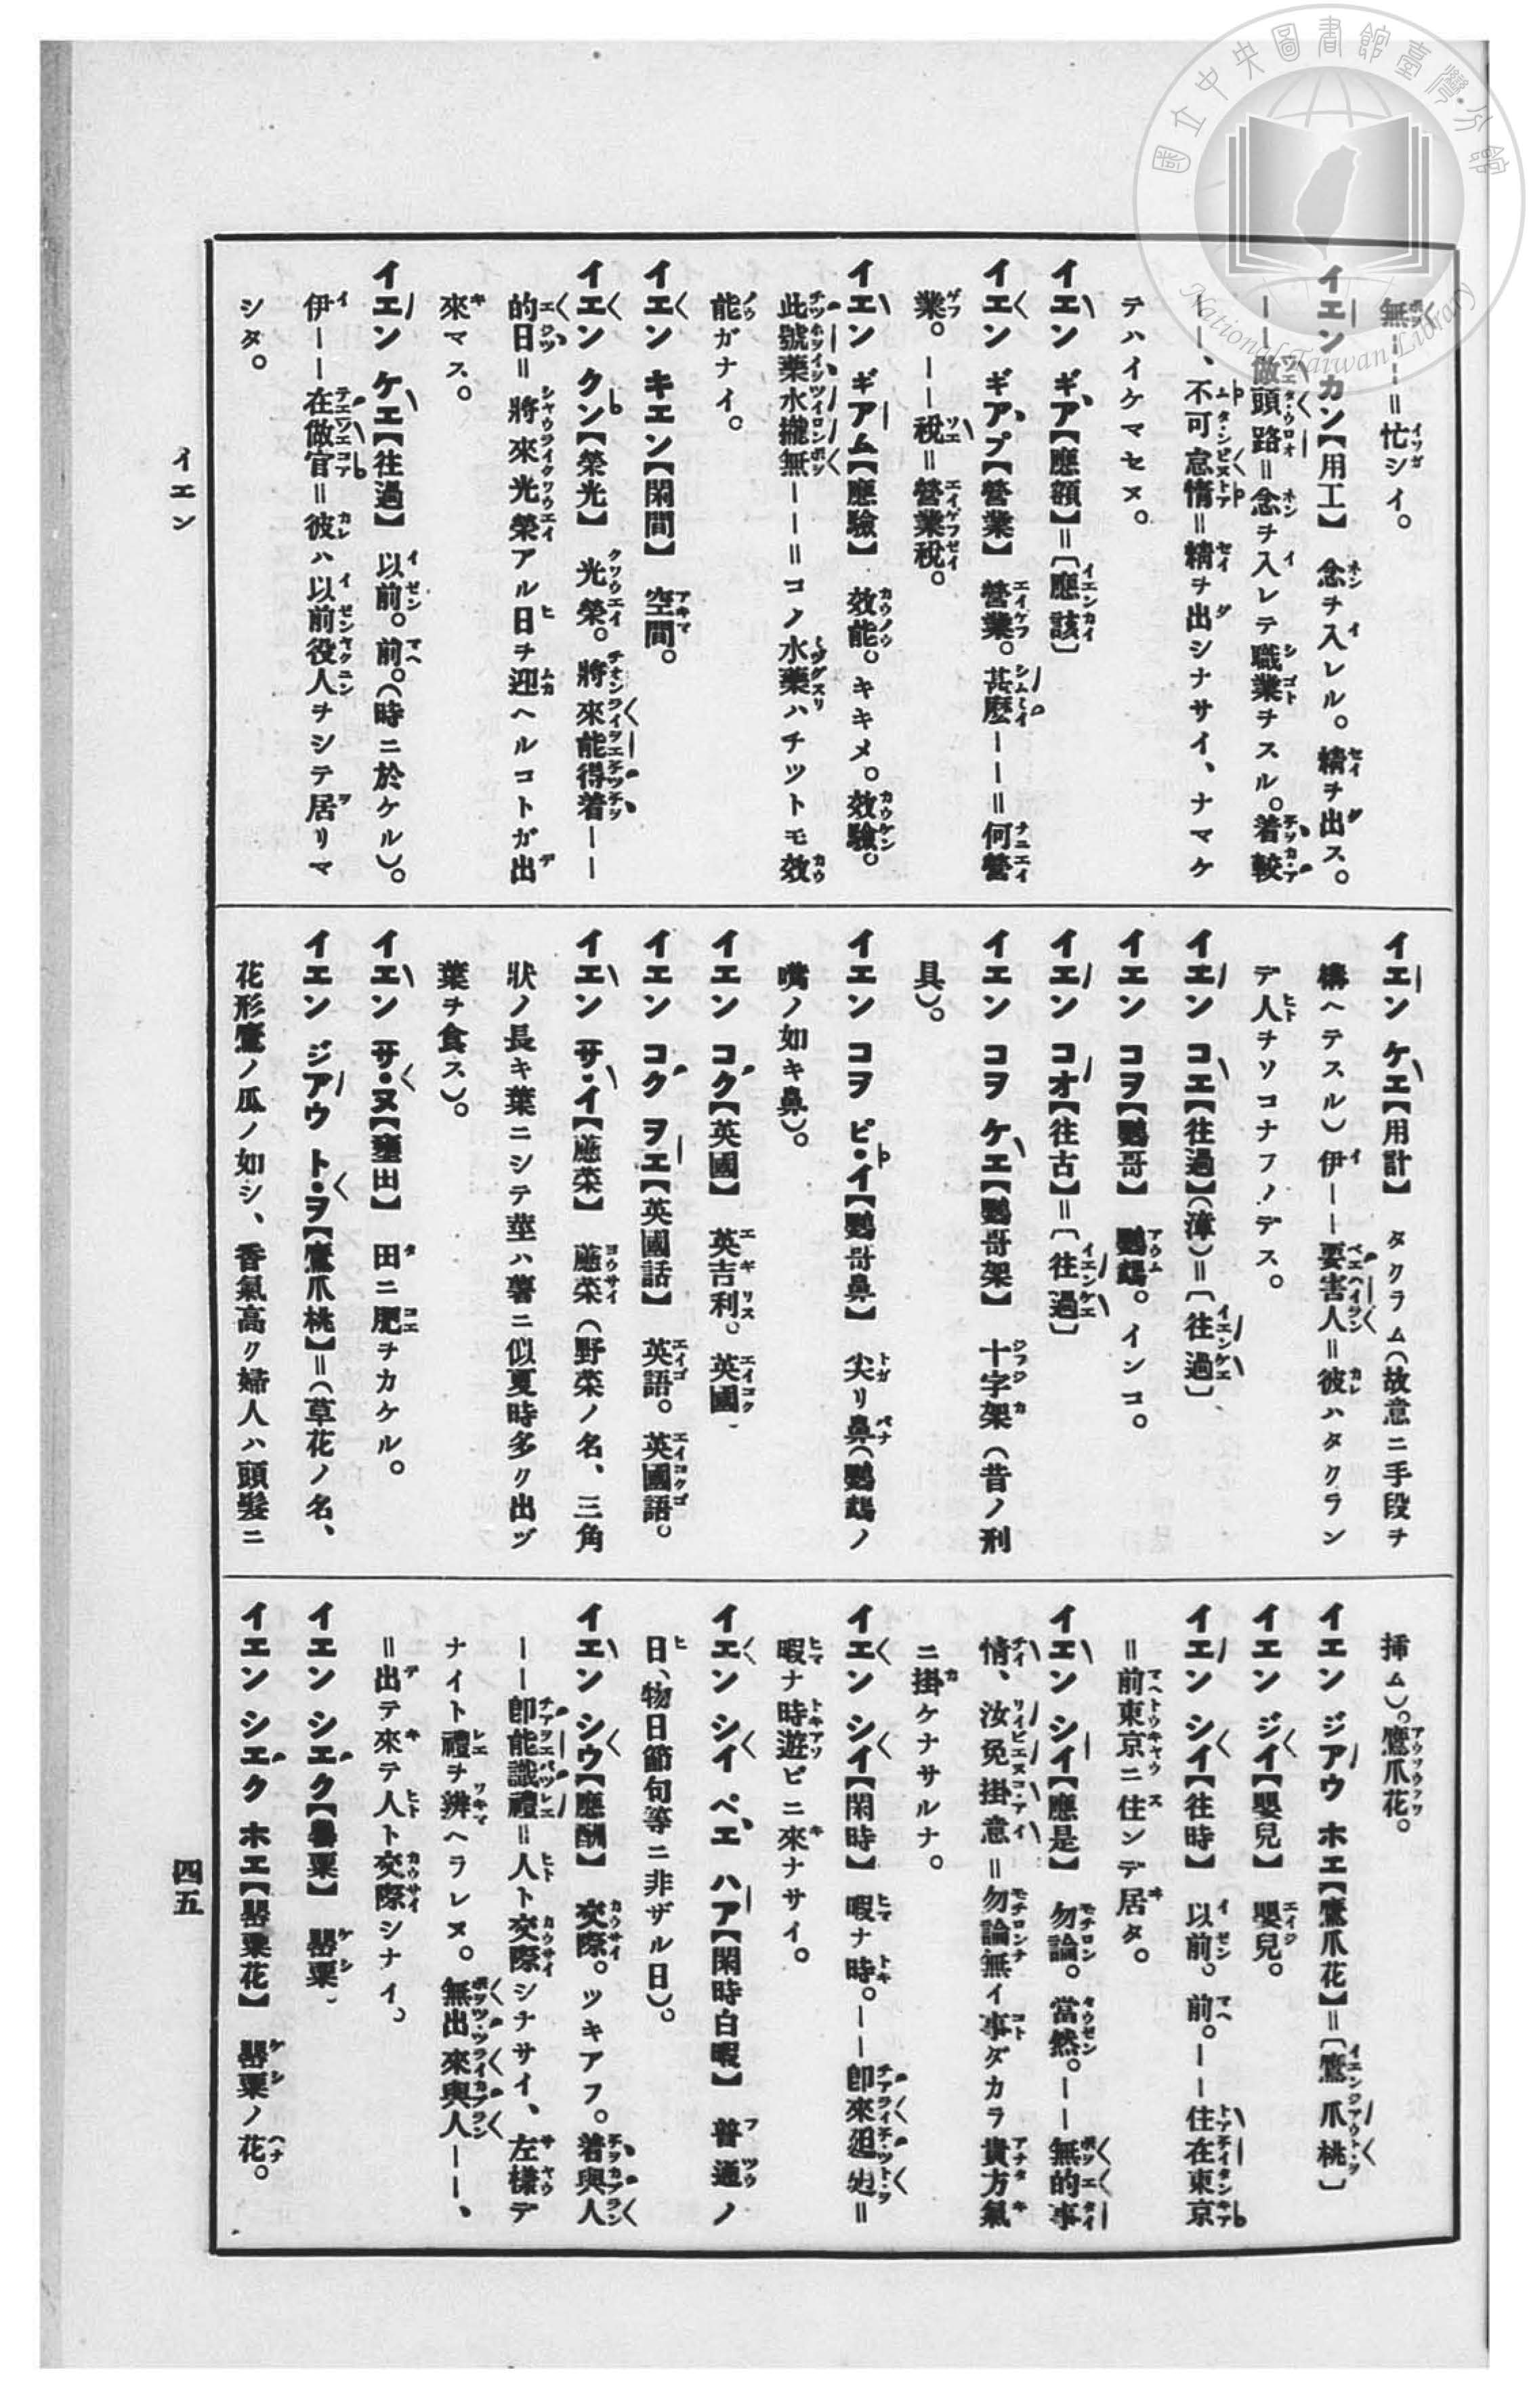 無——=忙シイ。
イエン カン【用工】 念ヲ入レル。精ヲ出ス。
——做頭路=念ヲ入レテ職業ヲスル。着較
——、不可怠惰=精ヲ出シナサイ、ナマケ
テハイケマセヌ。
イエン ギア【應額】=〔應該〕
イエン ギアプ【營業】 營業。甚麽——=何營
業。——稅=營業稅。
イエン ギアム【應驗】 效能。キキメ。效驗。
此號藥水攏無——=コノ水藥ハチツトモ效
能ガナイ。
イエン キエン【閑間】 空間。
イエン クン【榮光】 光榮。將來能得着——
的日=將來光榮アル日ヲ迎ヘルコトガ出
來マス。
イエン ケエ【往過】 以前。前。(時ニ於ケル)。
伊——在做官=彼ハ以前役人ヲシテ居リマ
シタ。
イエン ケエ【用計】 タクラム(故意ニ手段ヲ
構ヘテスル)伊——要害人=彼ハタクラン
デ人ヲソコナフノデス。
イエン コエ【往過】(漳)=〔往過〕
イエン コヲ【鸚哥】 鸚鵡。インコ。
イエン コオ【往古】=〔往過〕
イエン コヲ ケエ【鸚哥架】 十字架(昔ノ刑
具)。
イエン コヲ ピ・イ【鸚哥鼻】 尖リ鼻(鸚鵡ノ
嘴ノ如キ鼻)。
イエン コク【英國】 英吉利。英國。
イエン コク ヲエ【英國話】 英語。英國語。
イエン サ・イ【蕹菜】 蕹菜(野菜ノ名、三角
狀ノ長キ葉ニシテ莖ハ薯ニ似夏時多ク出ヅ
葉ヲ食ス)。
イエン サ・ヌ【壅田】 田ニ肥ヲカケル。
イエン ジアウ ト・ヲ【鷹爪桃】=(草花ノ名、
花形鷹ノ瓜ノ如シ、香氣高ク婦人ハ頭髮ニ
挿ム)。鷹爪花。
イエン ジアウ ホエ【鷹爪花】=〔鷹爪桃〕
イエン ジイ【嬰兒】 嬰兒。
イエン シイ【往時】 以前。前。——住在東京
=前東京ニ住ンデ居タ。
イエン シイ【應是】 勿論。當然。——無的事
情、汝免掛意=勿論無イ事ダカラ貴方氣
ニ掛ケナサルナ。
イエン シイ【閑時】 暇ナ時。——卽來𨑨迌=
暇ナ時遊ビニ來ナサイ。
イエン シイ ペエ ハア【閑時白暇】 普通ノ
日、物日節句等ニ非ザル日)。
イエン シウ【應酬】 交際。ツキアフ。着與人
——卽能識禮=人ト交際シナサイ、左樣デ
ナイト禮ヲ辨ヘラレヌ。無出來與人——、
=出テ來テ人ト交際シナイ。
イエン シエク【罌粟】 罌粟。
イエン シエク ホエ【罌粟花】 罌粟ノ花。
イエン
四五
國立中央圖書館臺灣分館
National Taiwan Library